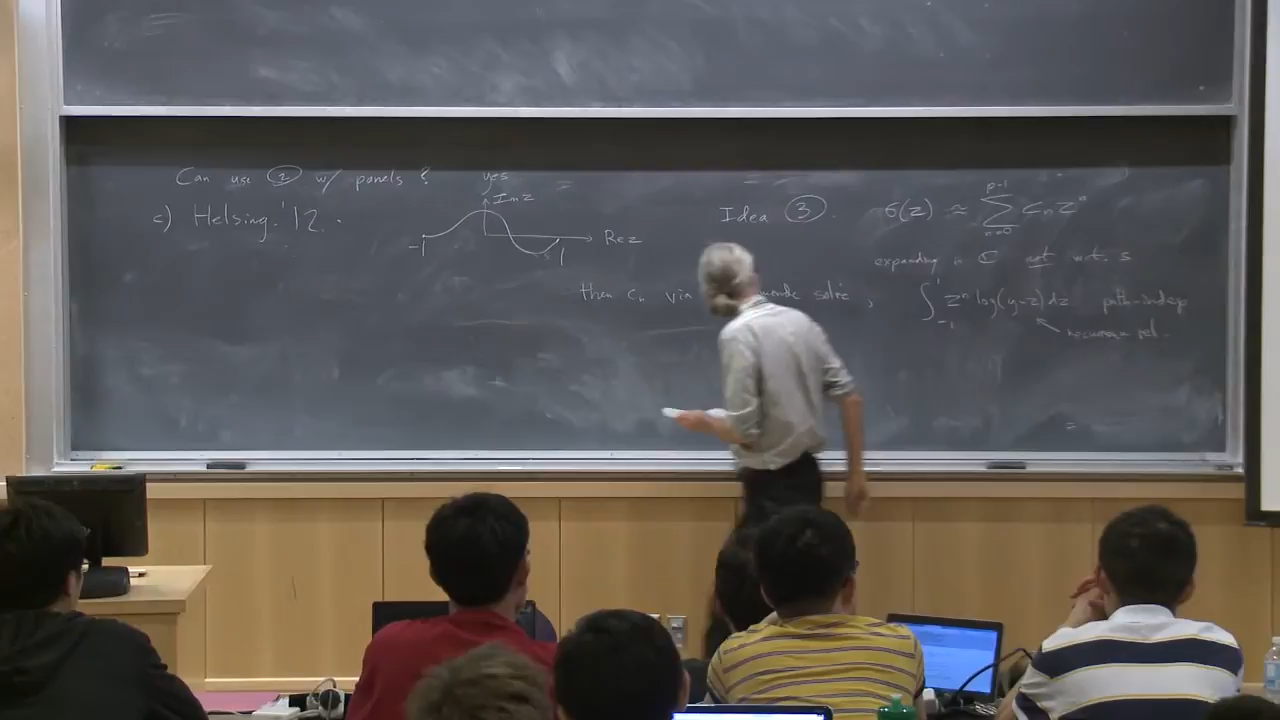 Can use ② w/ panels ? yes
c) Helsing. '12.
Im z
Re z
-1
1
Idea ③. σ(z) ≈ ∑_{n=0}^{p-1} c_n z^n
expanding in ℂ not w.r.t. s
then c_n via solve, ∫_{-1}^{1} z^n log(y-z) dz path-indep
recurrence rel.